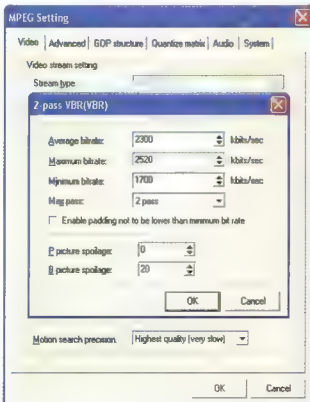 MPEG Setting
Video Advanced GOP structure Quantize matrix Audio System
Video stream setting
Stream type
2-pass VBR(VBR)
Average bitrate: 2300 kbits/sec
Maximum bitrate: 2520 kbits/sec
Minimum bitrate: 1700 kbits/sec
Max pass: 2 pass
Enable padding not to be lower than minimum bit rate
P picture spoilage: 0
B picture spoilage: 20
OK Cancel
Motion search precision: Highest quality (very slow)
OK Cancel